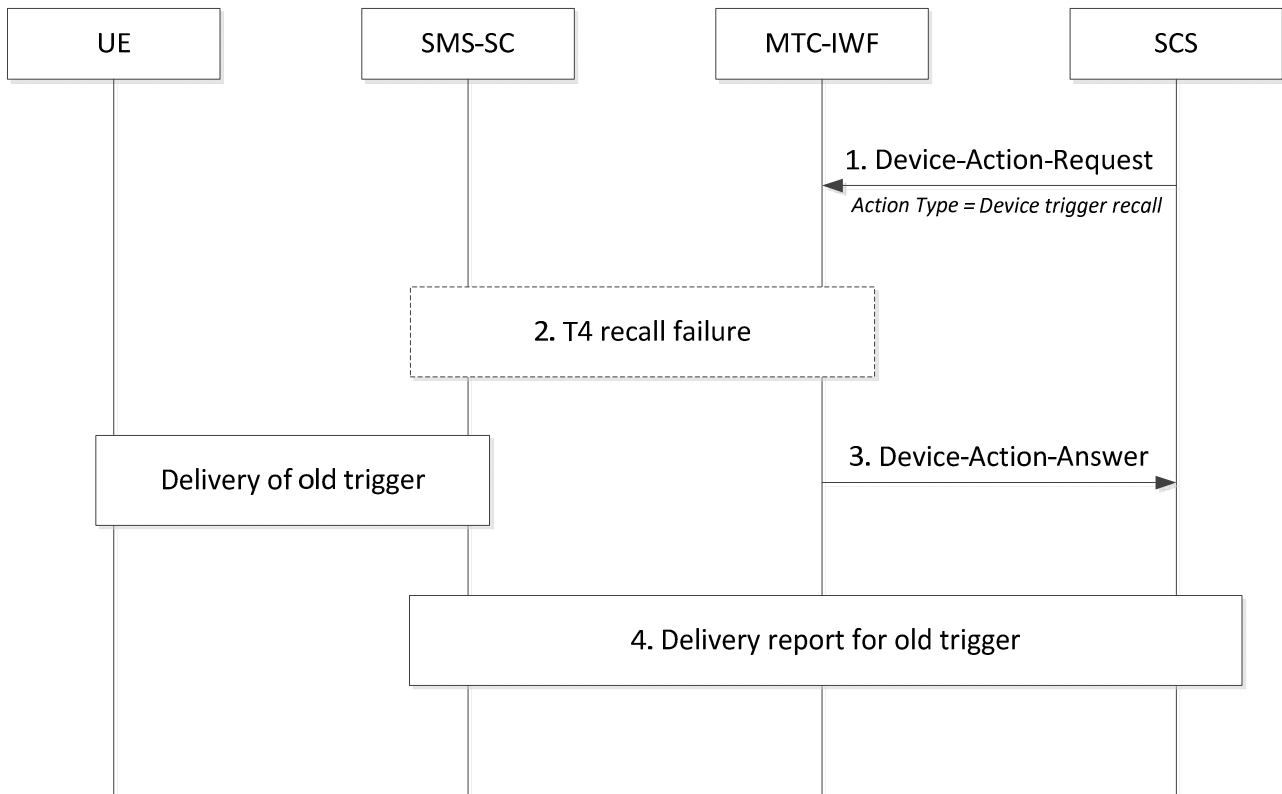 UE
SMS-SC
MTC-IWF
SCS
1. Device-Action-Request
Action Type = Device trigger recall
2. T4 recall failure
3. Device-Action-Answer
Delivery of old trigger
4. Delivery report for old trigger